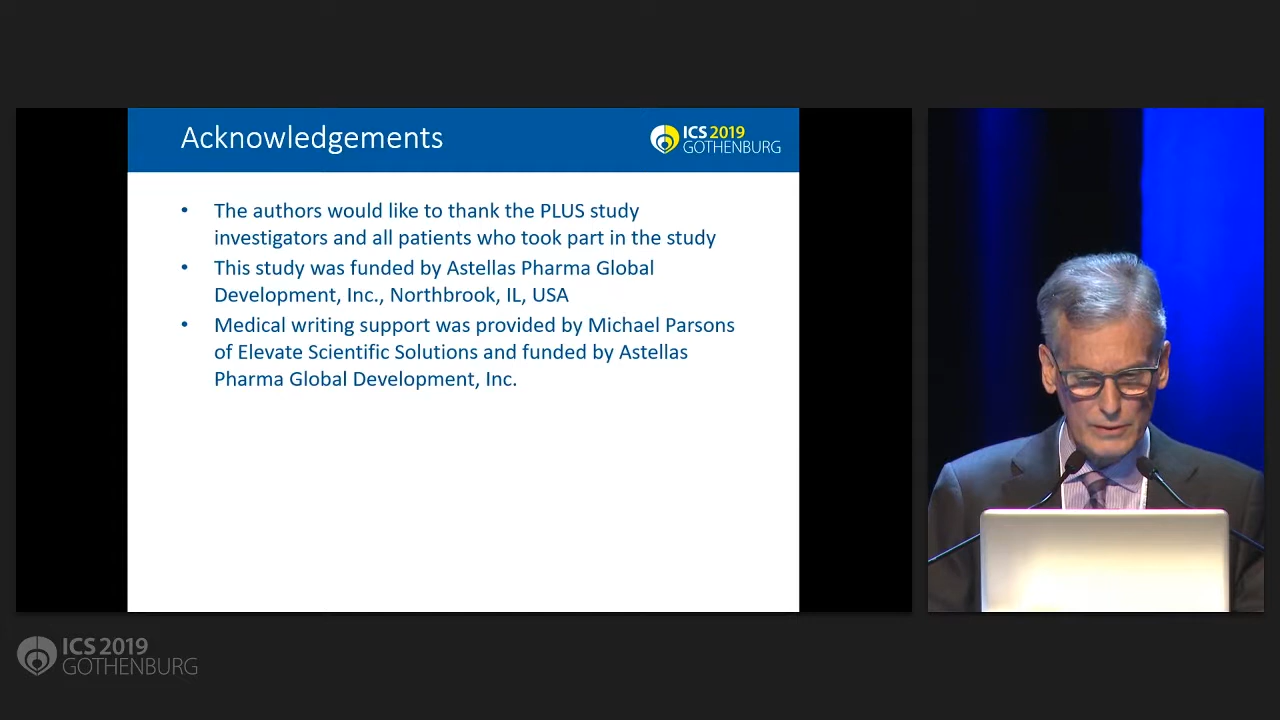 Acknowledgements
ICS 2019
GOTHENBURG
• The authors would like to thank the PLUS study
investigators and all patients who took part in the study
• This study was funded by Astellas Pharma Global
Development, Inc., Northbrook, IL, USA
• Medical writing support was provided by Michael Parsons
of Elevate Scientific Solutions and funded by Astellas
Pharma Global Development, Inc.
ICS 2019
GOTHENBURG